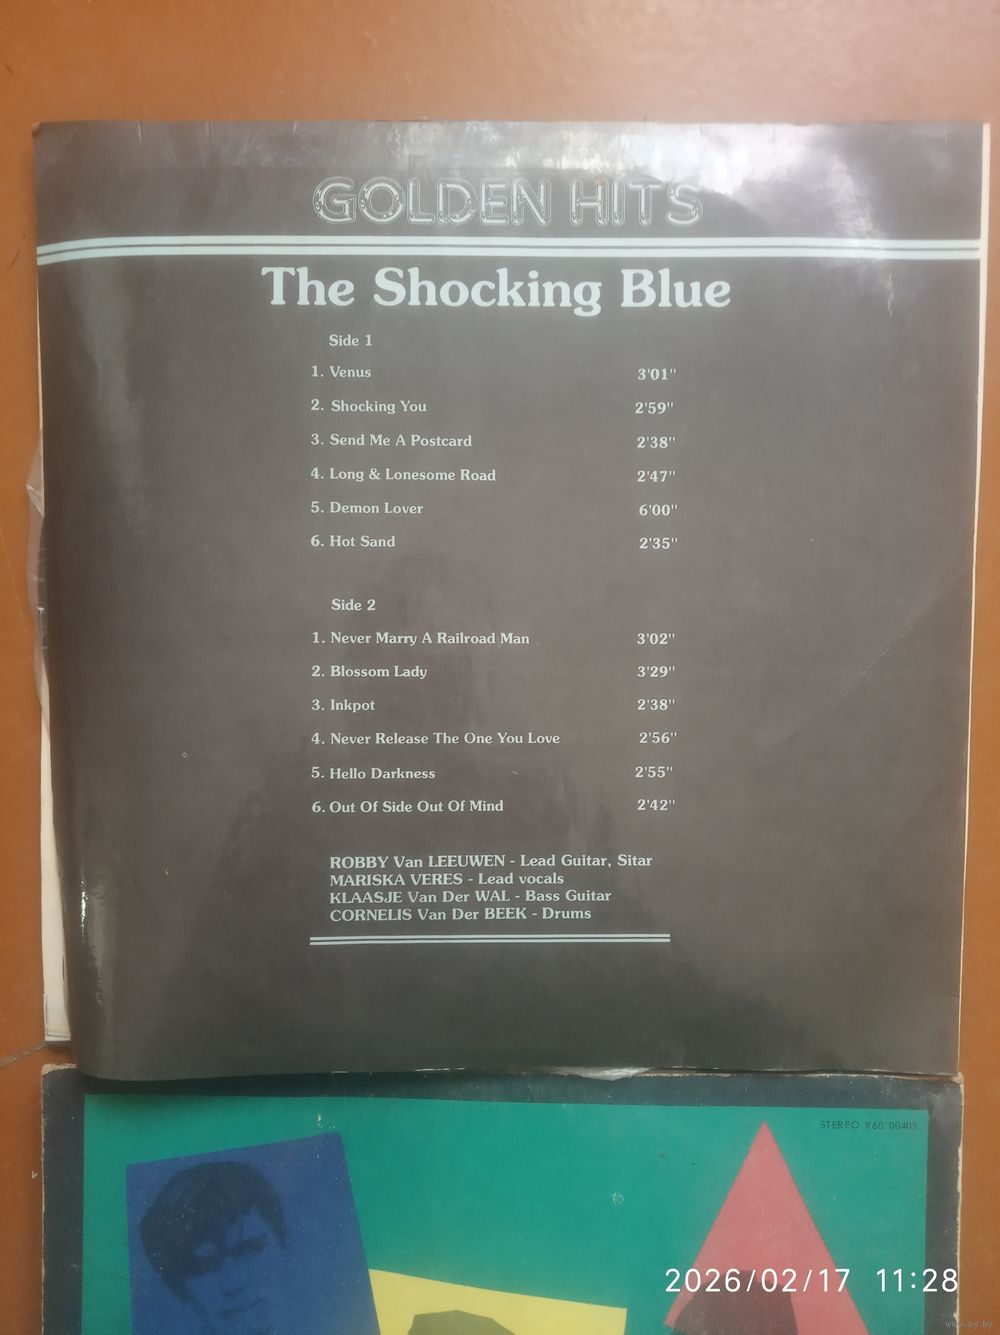 GOLDEN HITS
The Shocking Blue
Side 1
1. Venus 3'01"
2. Shocking You 2'59"
3. Send Me A Postcard 2'38"
4. Long & Lonesome Road 2'47"
5. Demon Lover 6'00"
6. Hot Sand 2'35"
Side 2
1. Never Marry A Railroad Man 3'02"
2. Blossom Lady 3'29"
3. Inkpot 2'38"
4. Never Release The One You Love 2'56"
5. Hello Darkness 2'55"
6. Out Of Side Out Of Mind 2'42"
ROBBY Van LEEUWEN - Lead Guitar, Sitar
MARISKA VERES - Lead vocals
KLAASJE Van Der WAL - Bass Guitar
CORNELIS Van Der BEEK - Drums
STEREO R60 00405
2026/02/17 11:28
www.ay.by